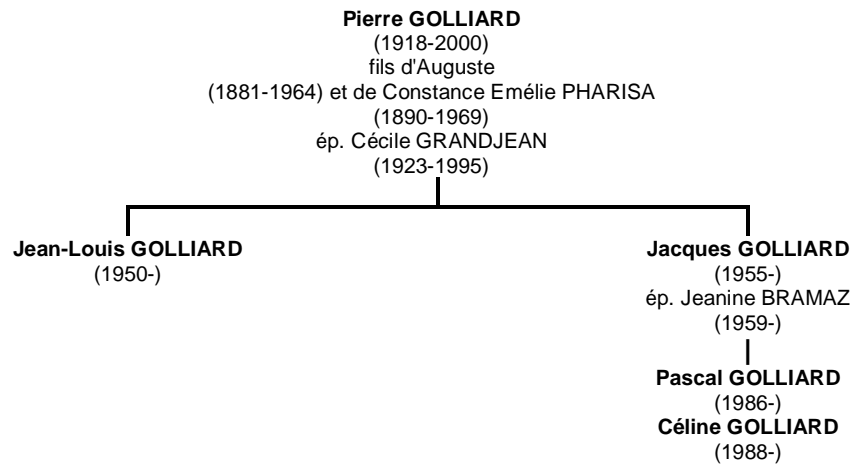 Pierre GOLLIARD
(1918-2000)
fils d'Auguste
(1881-1964) et de Constance Emélie PHARISA
(1890-1969)
ép. Cécile GRANDJEAN
(1923-1995)
Jean-Louis GOLLIARD
(1950-)
Jacques GOLLIARD
(1955-)
ép. Jeanine BRAMAZ
(1959-)
Pascal GOLLIARD
(1986-)
Céline GOLLIARD
(1988-)